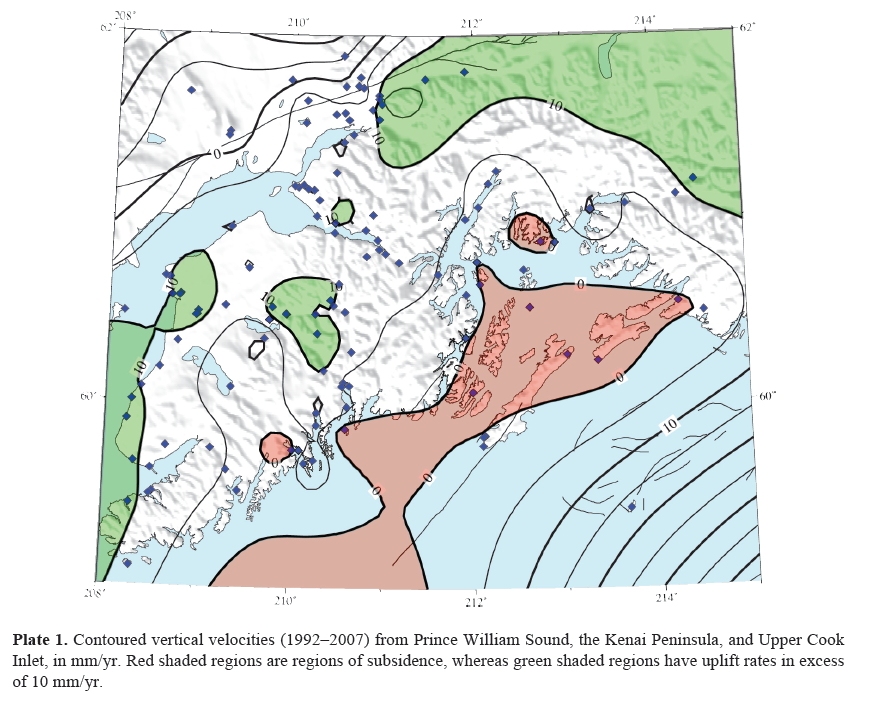 208° 210° 212° 214°
62° 62°
10
10
0
10
0
10
10 10
0
10
20
60° 0 60°
10
0
0 0
208° 210° 212° 214°
Plate 1. Contoured vertical velocities (1992–2007) from Prince William Sound, the Kenai Peninsula, and Upper Cook
Inlet, in mm/yr. Red shaded regions are regions of subsidence, whereas green shaded regions have uplift rates in excess
of 10 mm/yr.